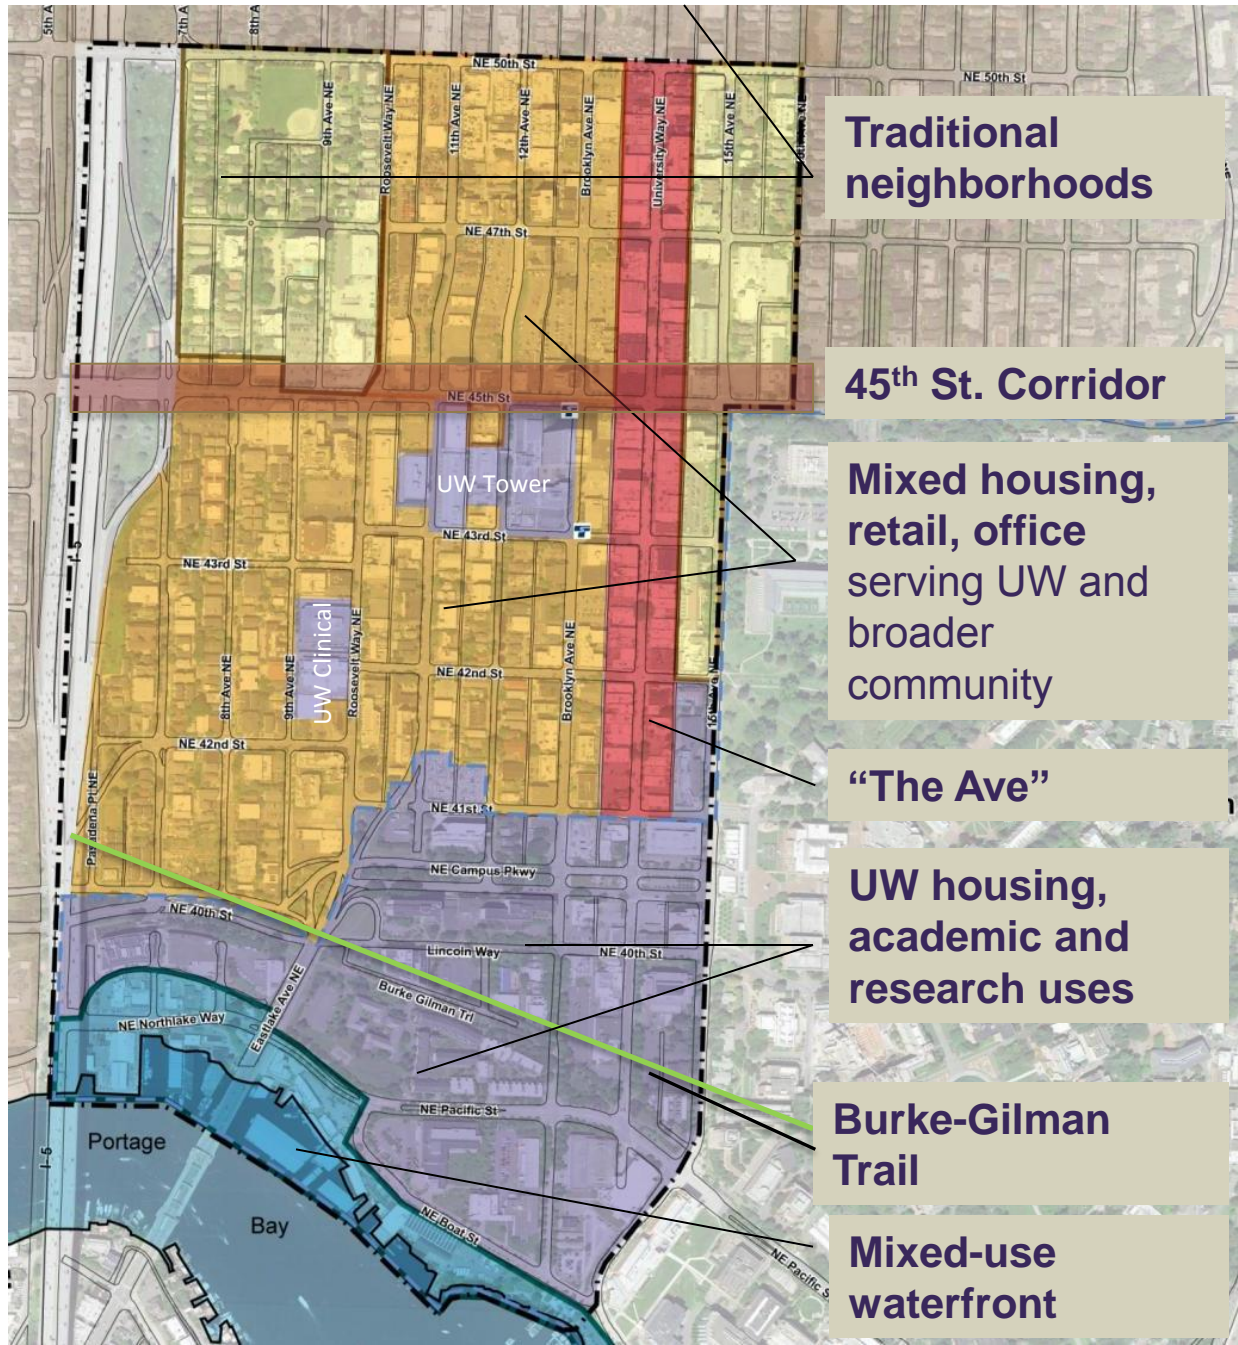 5th A
7th A
8th A
NE 50th St
NE 50th St
9th Ave NE
Roosevelt Way NE
11th Ave NE
12th Ave NE
Brooklyn Ave NE
University Way NE
15th Ave NE
Traditional
neighborhoods
NE 47th St
45th St. Corridor
NE 45th St
UW Tower
Mixed housing,
retail, office
serving UW and
broader
community
NE 43rd St
NE 43rd St
I-5
UW Clinical
Roosevelt Way NE
8th Ave NE
9th Ave NE
Brooklyn Ave NE
NE 42nd St
15th Ave NE
NE 42nd St
“The Ave”
NE 41st St
Pasadena Pl NE
NE Campus Pkwy
UW housing,
academic and
research uses
NE 40th St
Lincoln Way
NE 40th St
Eastlake Ave NE
Burke Gilman Trl
NE Northlake Way
NE Pacific St
Burke-Gilman
Trail
I-5
Portage
Bay
NE Boat St
NE Pacific S
Mixed-use
waterfront